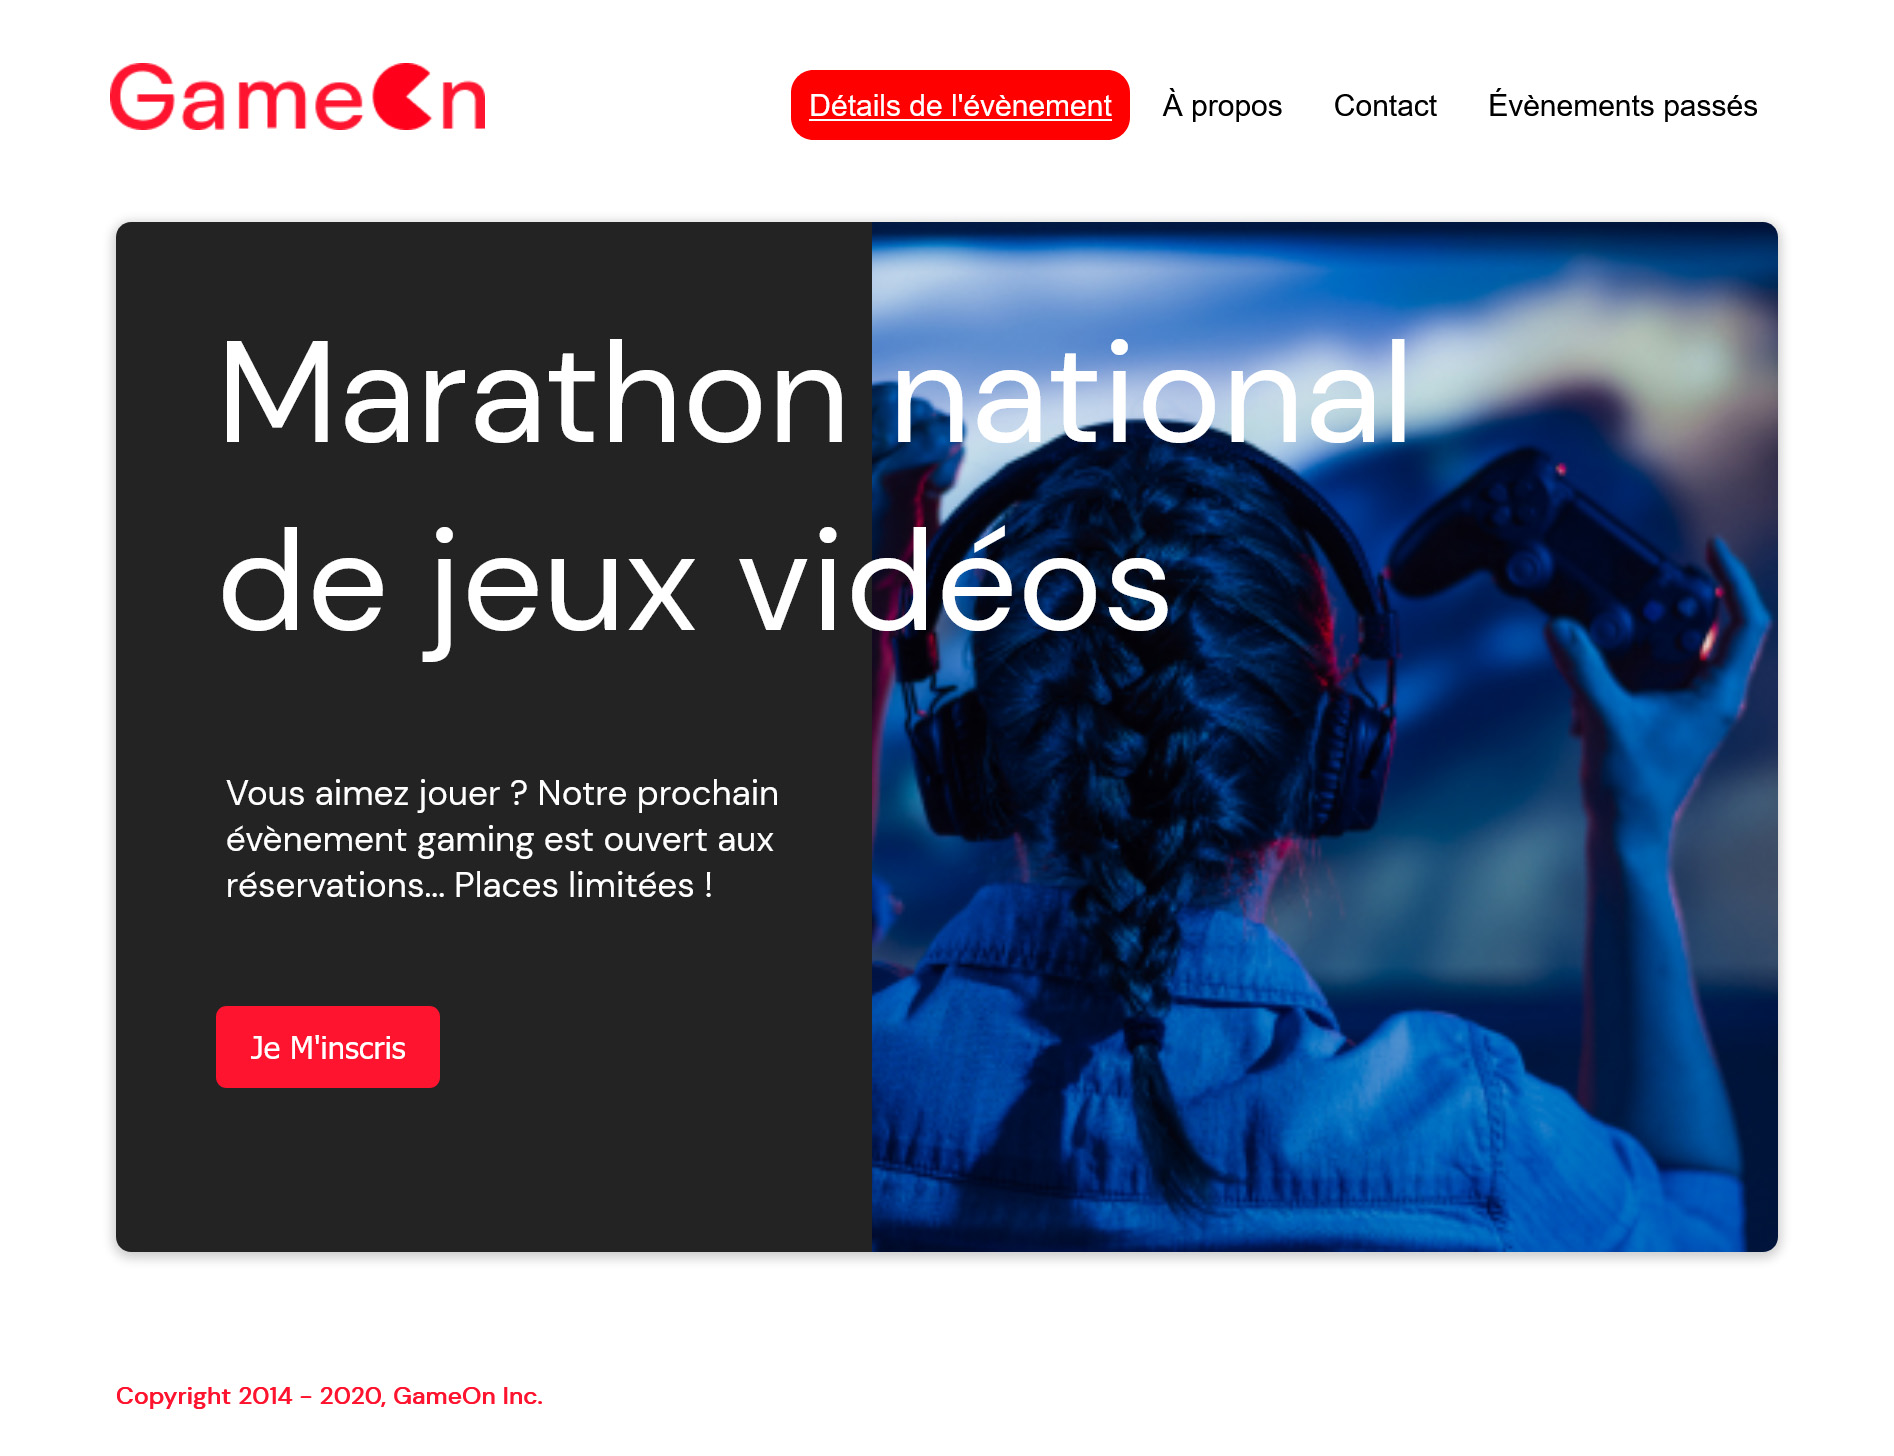 GameOn
Détails de l'évènement À propos Contact Évènements passés
Marathon national
de jeux vidéos
Vous aimez jouer ? Notre prochain
évènement gaming est ouvert aux
réservations... Places limitées !
Je M'inscris
Copyright 2014 - 2020, GameOn Inc.